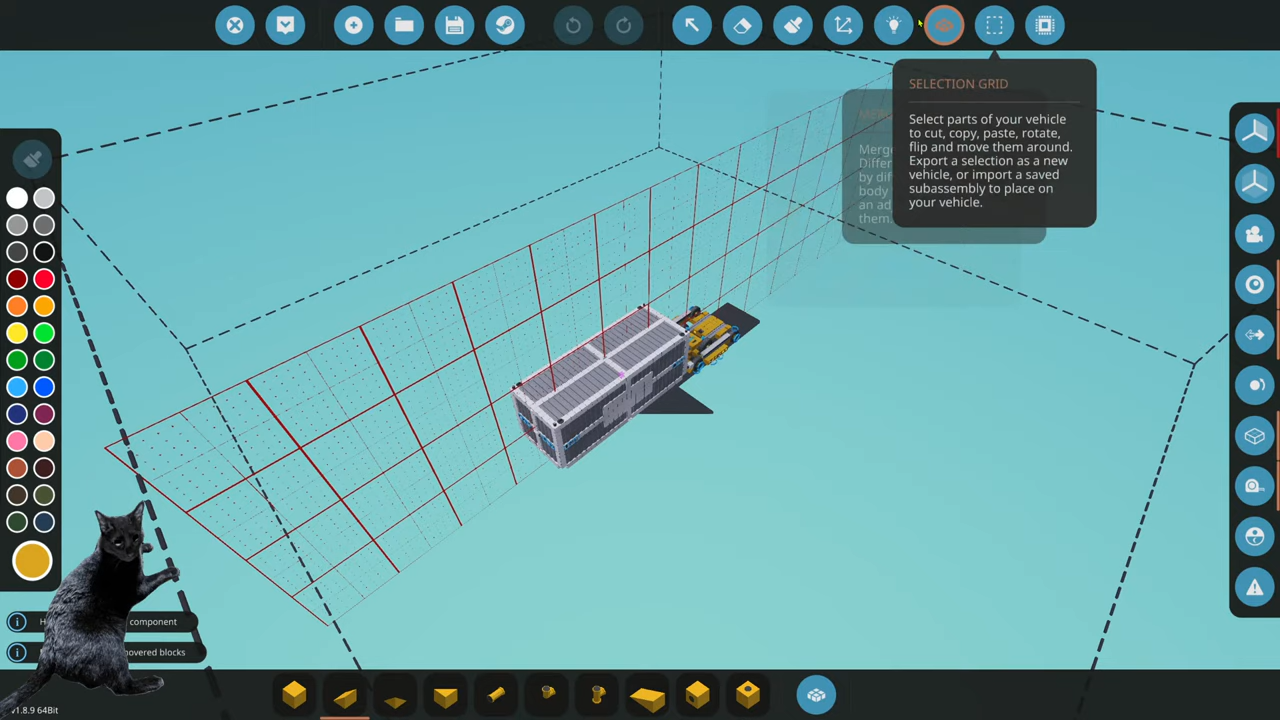 SELECTION GRID
Select parts of your vehicle
to cut, copy, paste, rotate,
flip and move them around.
Export a selection as a new
vehicle, or import a saved
subassembly to place on
your vehicle.
Merge
Differ
by dif
body
an ad
them.
component
overed blocks
v1.8.9 64Bit